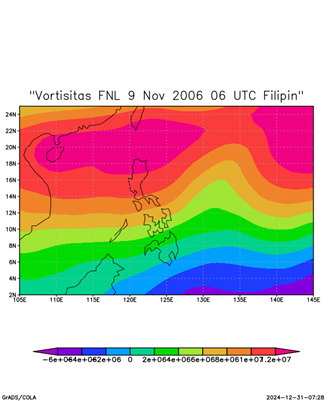 "Vortisitas FNL 9 Nov 2006 06 UTC Filipin"
24N
22N
20N
18N
16N
14N
12N
10N
8N
6N
4N
2N
105E 110E 115E 120E 125E 130E 135E 140E 145E
-6e+06 -4e+06 -2e+06 0 2e+06 4e+06 6e+06 8e+06 1e+07 1.2e+07
GrADS/COLA 2024-12-31-07:28